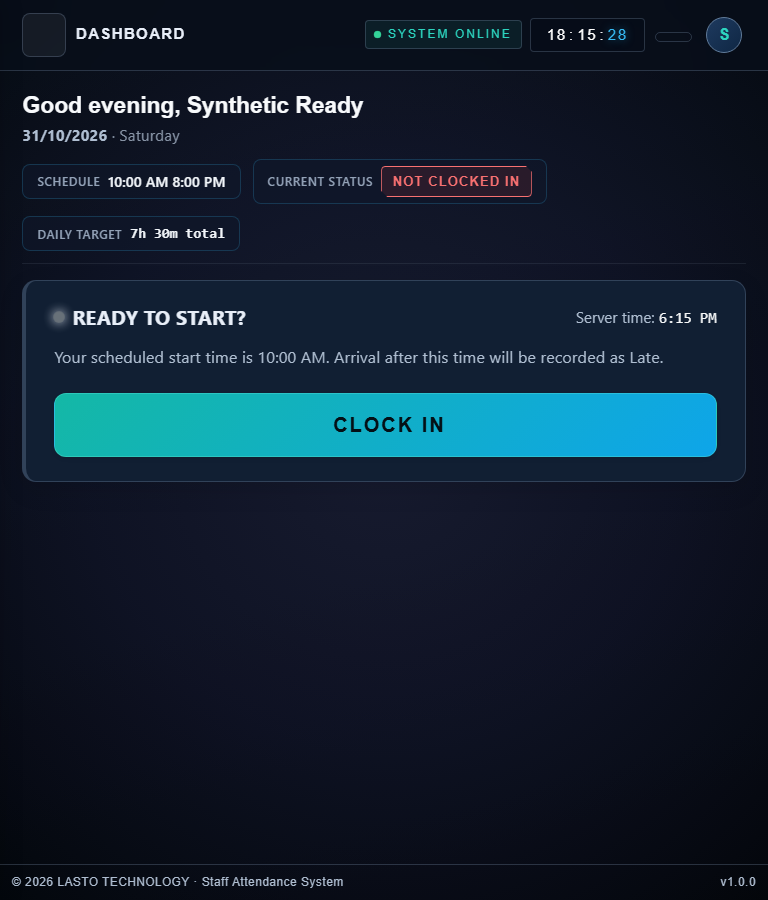 DASHBOARD
SYSTEM ONLINE
18:15:28
S
Good evening, Synthetic Ready
31/10/2026 · Saturday
SCHEDULE 10:00 AM 8:00 PM
CURRENT STATUS NOT CLOCKED IN
DAILY TARGET 7h 30m total
READY TO START?
Server time: 6:15 PM
Your scheduled start time is 10:00 AM. Arrival after this time will be recorded as Late.
CLOCK IN
© 2026 LASTO TECHNOLOGY · Staff Attendance System
v1.0.0